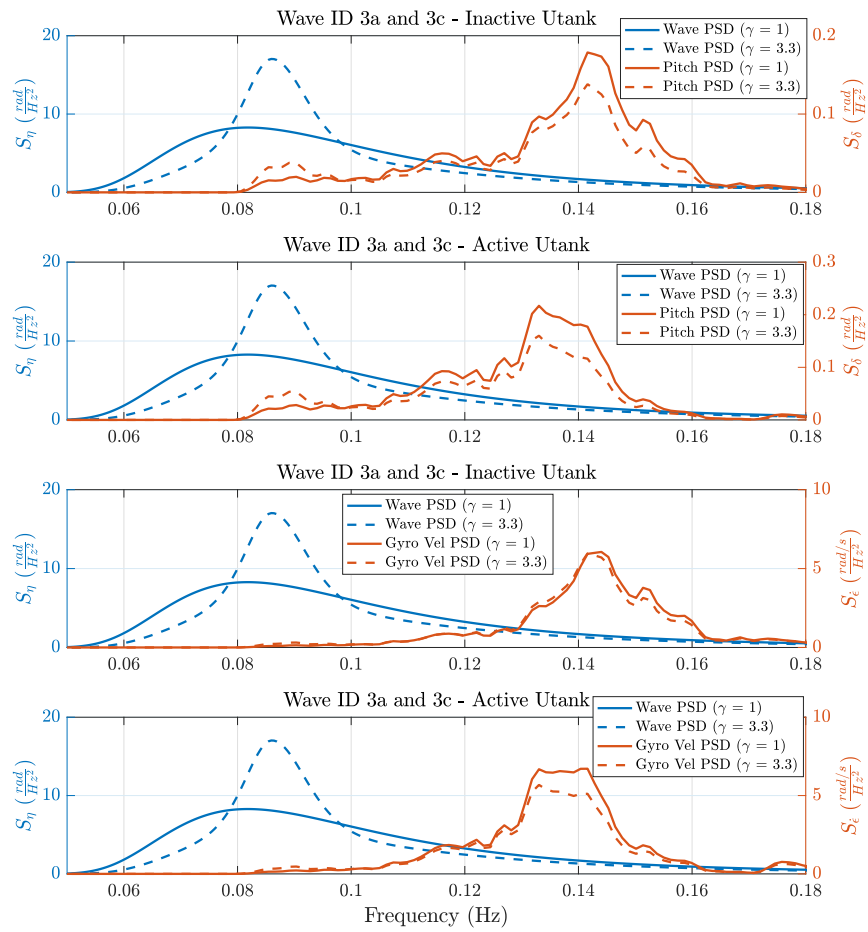 Wave ID 3a and 3c - Inactive Utank
Wave PSD (γ = 1)
Wave PSD (γ = 3.3)
Pitch PSD (γ = 1)
Pitch PSD (γ = 3.3)
20
10
0
S_η (rad/Hz²)
0.2
0.1
0
S_δ (rad/Hz²)
0.06 0.08 0.1 0.12 0.14 0.16 0.18
Wave ID 3a and 3c - Active Utank
Wave PSD (γ = 1)
Wave PSD (γ = 3.3)
Pitch PSD (γ = 1)
Pitch PSD (γ = 3.3)
20
10
0
S_η (rad/Hz²)
0.3
0.2
0.1
0
S_δ (rad/Hz²)
0.06 0.08 0.1 0.12 0.14 0.16 0.18
Wave ID 3a and 3c - Inactive Utank
Wave PSD (γ = 1)
Wave PSD (γ = 3.3)
Gyro Vel PSD (γ = 1)
Gyro Vel PSD (γ = 3.3)
20
10
0
S_η (rad/Hz²)
10
5
0
S_ε̇ (rad/s/Hz²)
0.06 0.08 0.1 0.12 0.14 0.16 0.18
Wave ID 3a and 3c - Active Utank
Wave PSD (γ = 1)
Wave PSD (γ = 3.3)
Gyro Vel PSD (γ = 1)
Gyro Vel PSD (γ = 3.3)
20
10
0
S_η (rad/Hz²)
10
5
0
S_ε̇ (rad/s/Hz²)
0.06 0.08 0.1 0.12 0.14 0.16 0.18
Frequency (Hz)